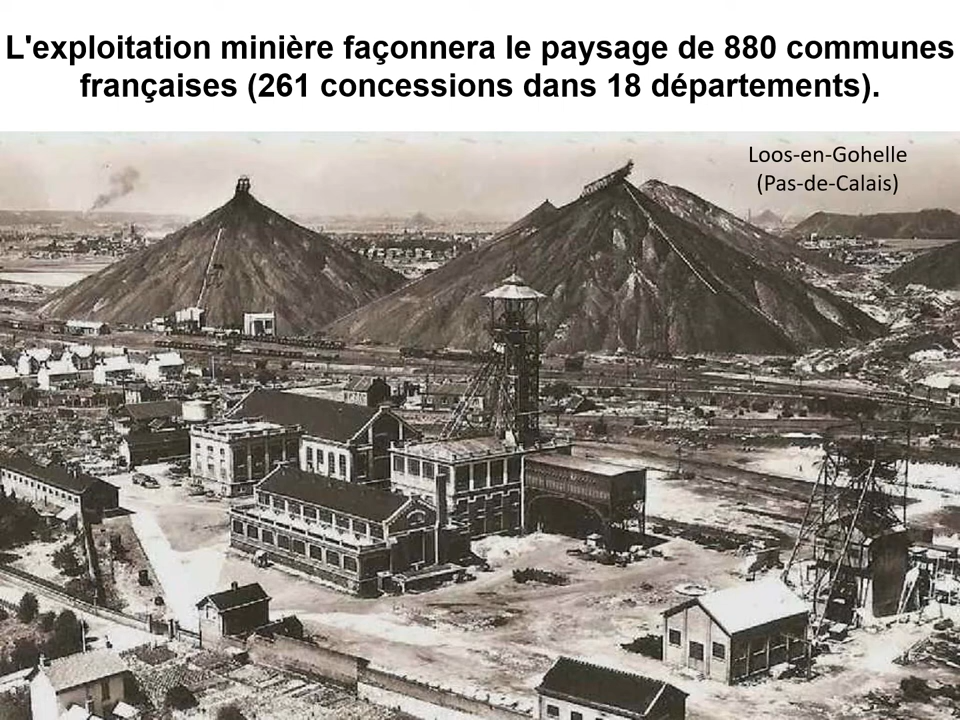 L'exploitation minière façonnera le paysage de 880 communes
françaises (261 concessions dans 18 départements).
Loos-en-Gohelle
(Pas-de-Calais)